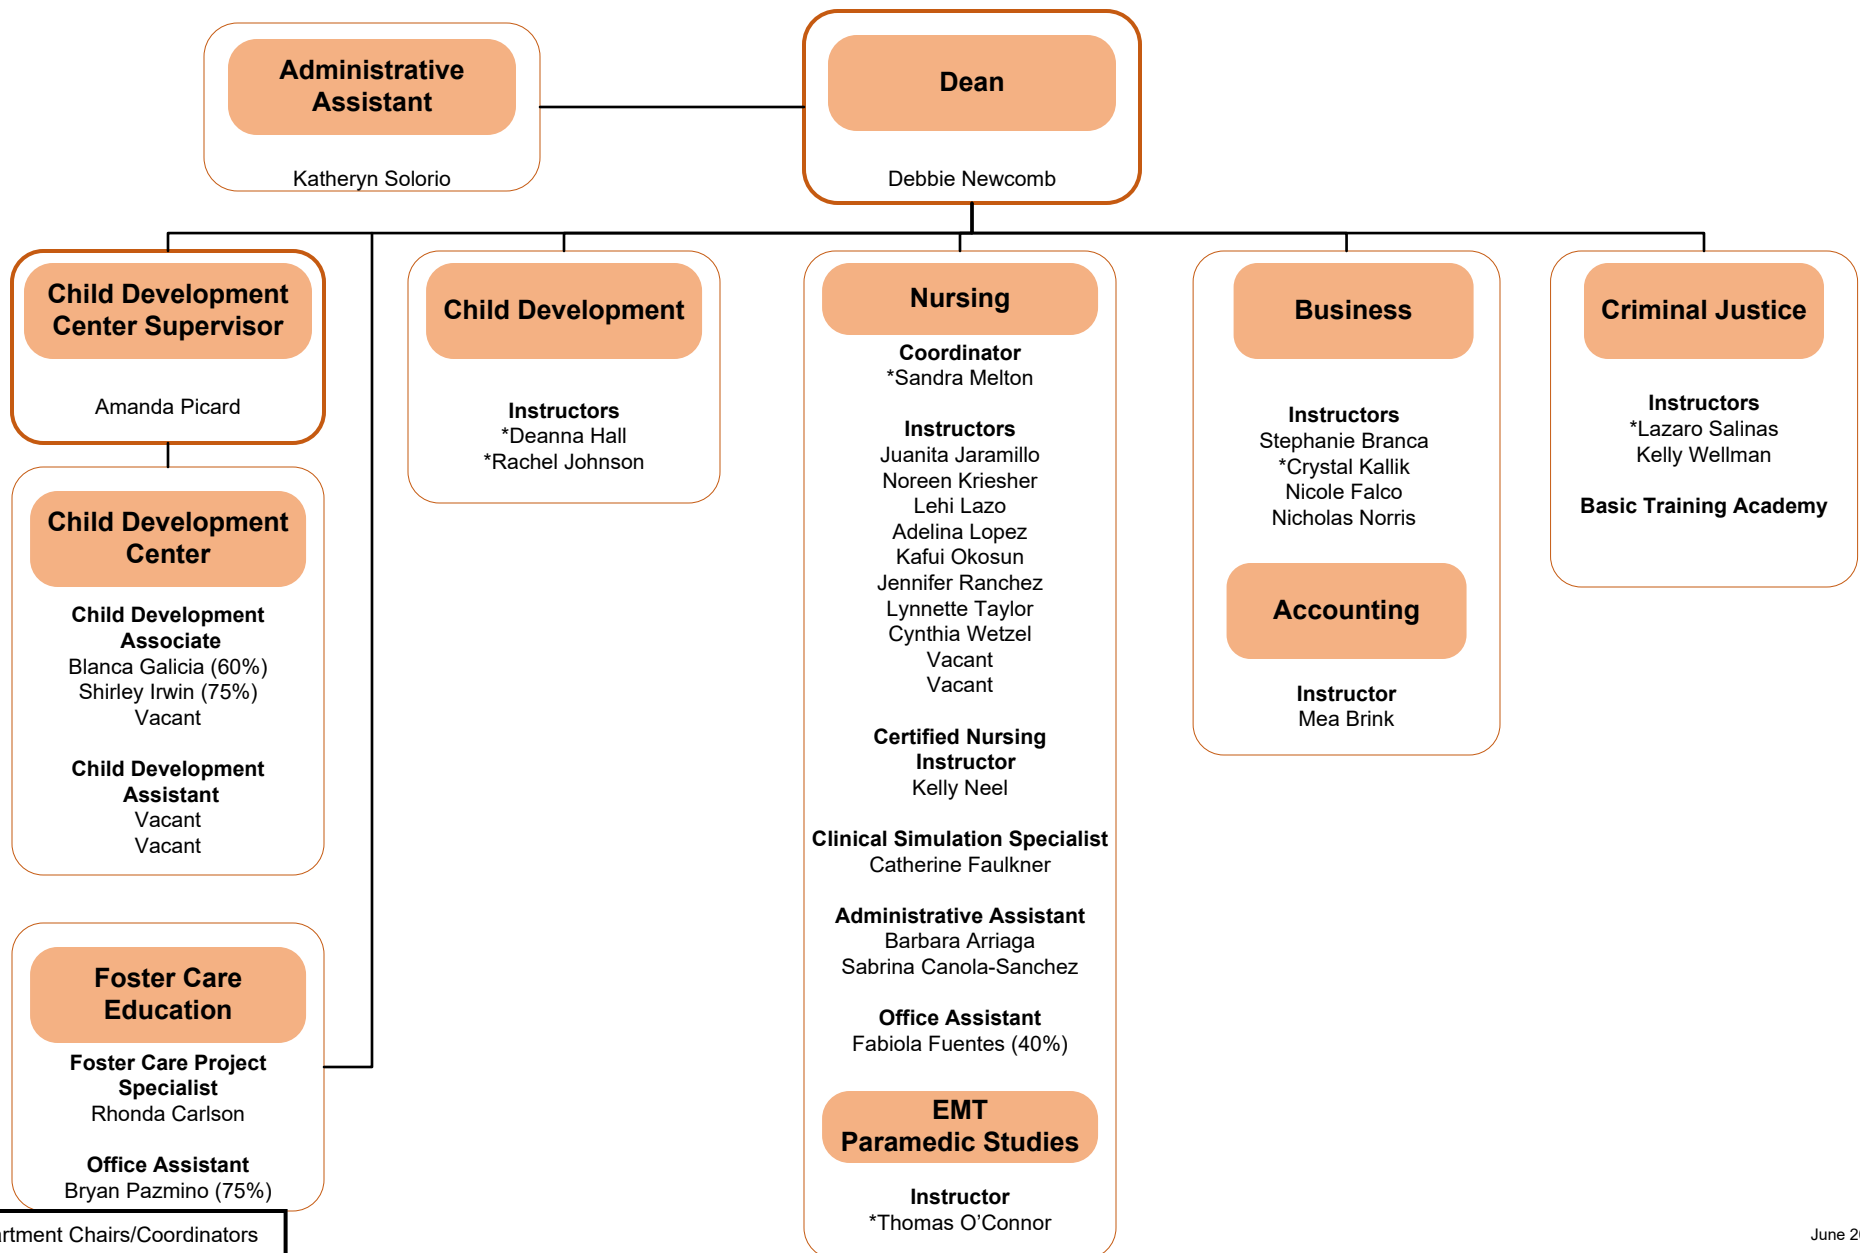 Administrative
Assistant
Katheryn Solorio
Dean
Debbie Newcomb
Child Development
Center Supervisor
Amanda Picard
Child Development
Center
Child Development
Associate
Blanca Galicia (60%)
Shirley Irwin (75%)
Vacant
Child Development
Assistant
Vacant
Vacant
Foster Care
Education
Foster Care Project
Specialist
Rhonda Carlson
Office Assistant
Bryan Pazmino (75%)
Child Development
Instructors
*Deanna Hall
*Rachel Johnson
Nursing
Coordinator
*Sandra Melton
Instructors
Juanita Jaramillo
Noreen Kriesher
Lehi Lazo
Adelina Lopez
Kafui Okosun
Jennifer Ranchez
Lynnette Taylor
Cynthia Wetzel
Vacant
Vacant
Certified Nursing
Instructor
Kelly Neel
Clinical Simulation Specialist
Catherine Faulkner
Administrative Assistant
Barbara Arriaga
Sabrina Canola-Sanchez
Office Assistant
Fabiola Fuentes (40%)
EMT
Paramedic Studies
Instructor
*Thomas O’Connor
Business
Instructors
Stephanie Branca
*Crystal Kallik
Nicole Falco
Nicholas Norris
Accounting
Instructor
Mea Brink
Criminal Justice
Instructors
*Lazaro Salinas
Kelly Wellman
Basic Training Academy
Chairs/Coordinators
June